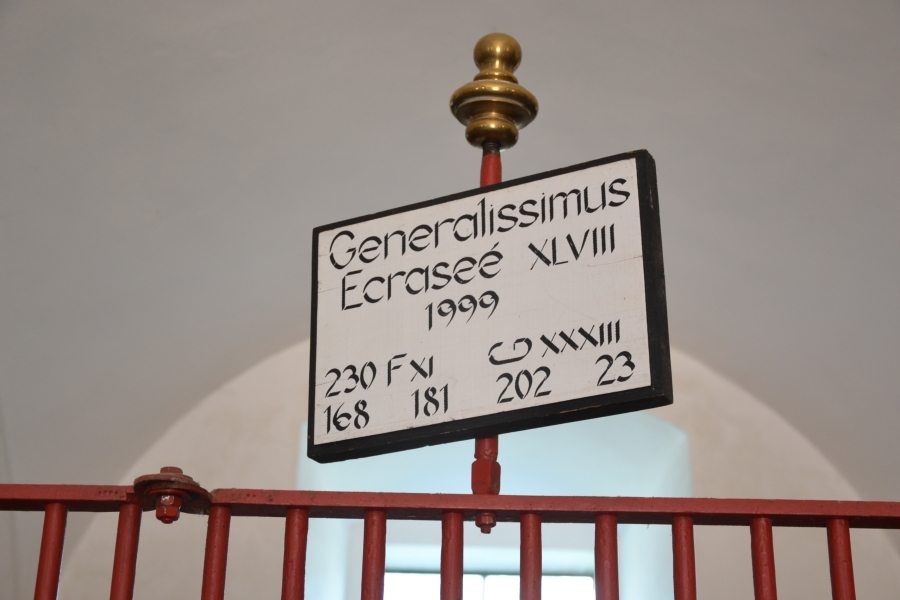 Generalissimus
Ecraseé XLVIII
1999
230 F XI G XXXIII
168 181 202 23